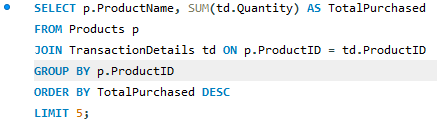 SELECT p.ProductName, SUM(td.Quantity) AS TotalPurchased
FROM Products p
JOIN TransactionDetails td ON p.ProductID = td.ProductID
GROUP BY p.ProductID
ORDER BY TotalPurchased DESC
LIMIT 5;